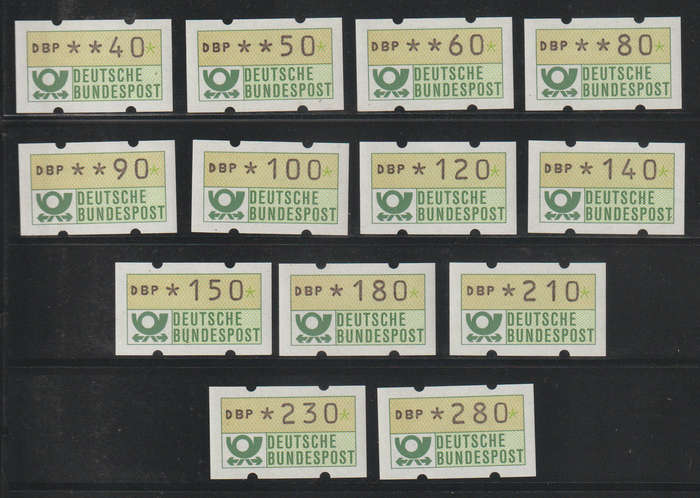 DBP **40*
DEUTSCHE
BUNDESPOST
DBP **50*
DEUTSCHE
BUNDESPOST
DBP **60*
DEUTSCHE
BUNDESPOST
DBP **80*
DEUTSCHE
BUNDESPOST
DBP **90*
DEUTSCHE
BUNDESPOST
DBP *100*
DEUTSCHE
BUNDESPOST
DBP *120*
DEUTSCHE
BUNDESPOST
DBP *140*
DEUTSCHE
BUNDESPOST
DBP *150*
DEUTSCHE
BUNDESPOST
DBP *180*
DEUTSCHE
BUNDESPOST
DBP *210*
DEUTSCHE
BUNDESPOST
DBP *230*
DEUTSCHE
BUNDESPOST
DBP *280*
DEUTSCHE
BUNDESPOST